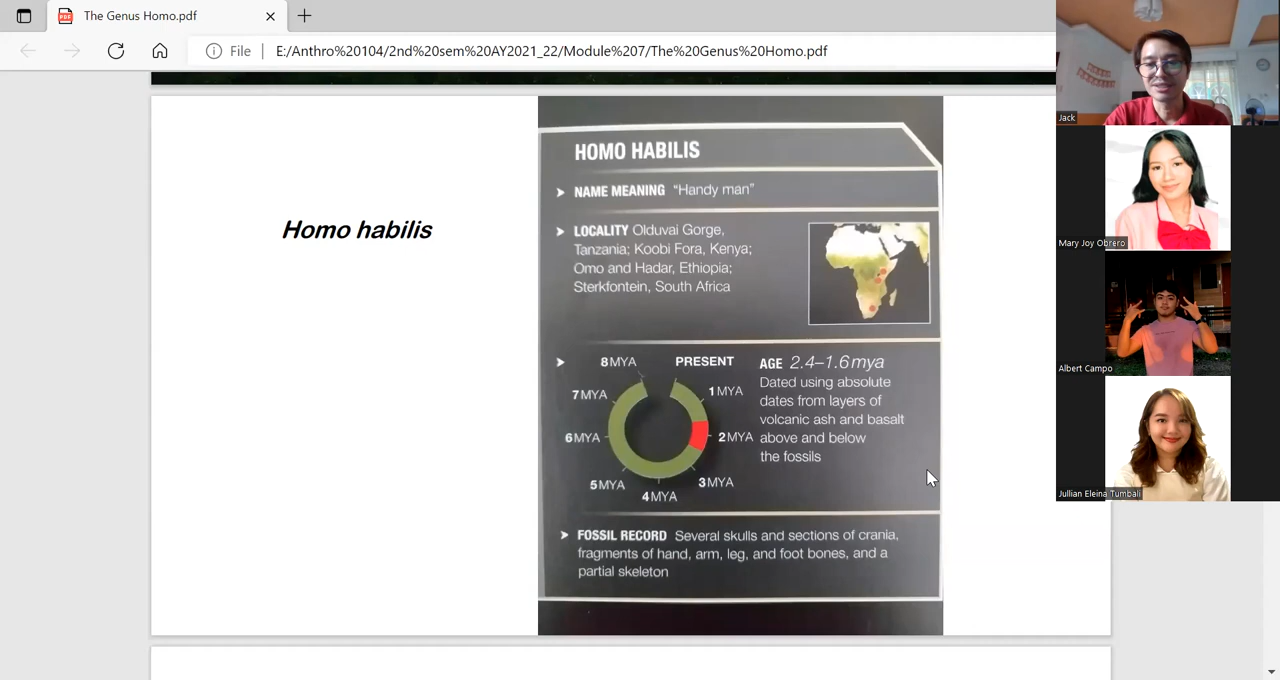 The Genus Homo.pdf
File
E:/Anthro%20104/2nd%20sem%20AY2021_22/Module%207/The%20Genus%20Homo.pdf
Homo habilis
HOMO HABILIS
NAME MEANING "Handy man"
LOCALITY Olduvai Gorge,
Tanzania; Koobi Fora, Kenya;
Omo and Hadar, Ethiopia;
Sterkfontein, South Africa
8 MYA
PRESENT
7 MYA
1 MYA
6 MYA
2 MYA
5 MYA
3 MYA
4 MYA
AGE 2.4–1.6 mya
Dated using absolute
dates from layers of
volcanic ash and basalt
above and below
the fossils
FOSSIL RECORD Several skulls and sections of crania,
fragments of hand, arm, leg, and foot bones, and a
partial skeleton
Jack
Mary Joy Obrero
Albert Campo
Jullian Eleina Tumbali